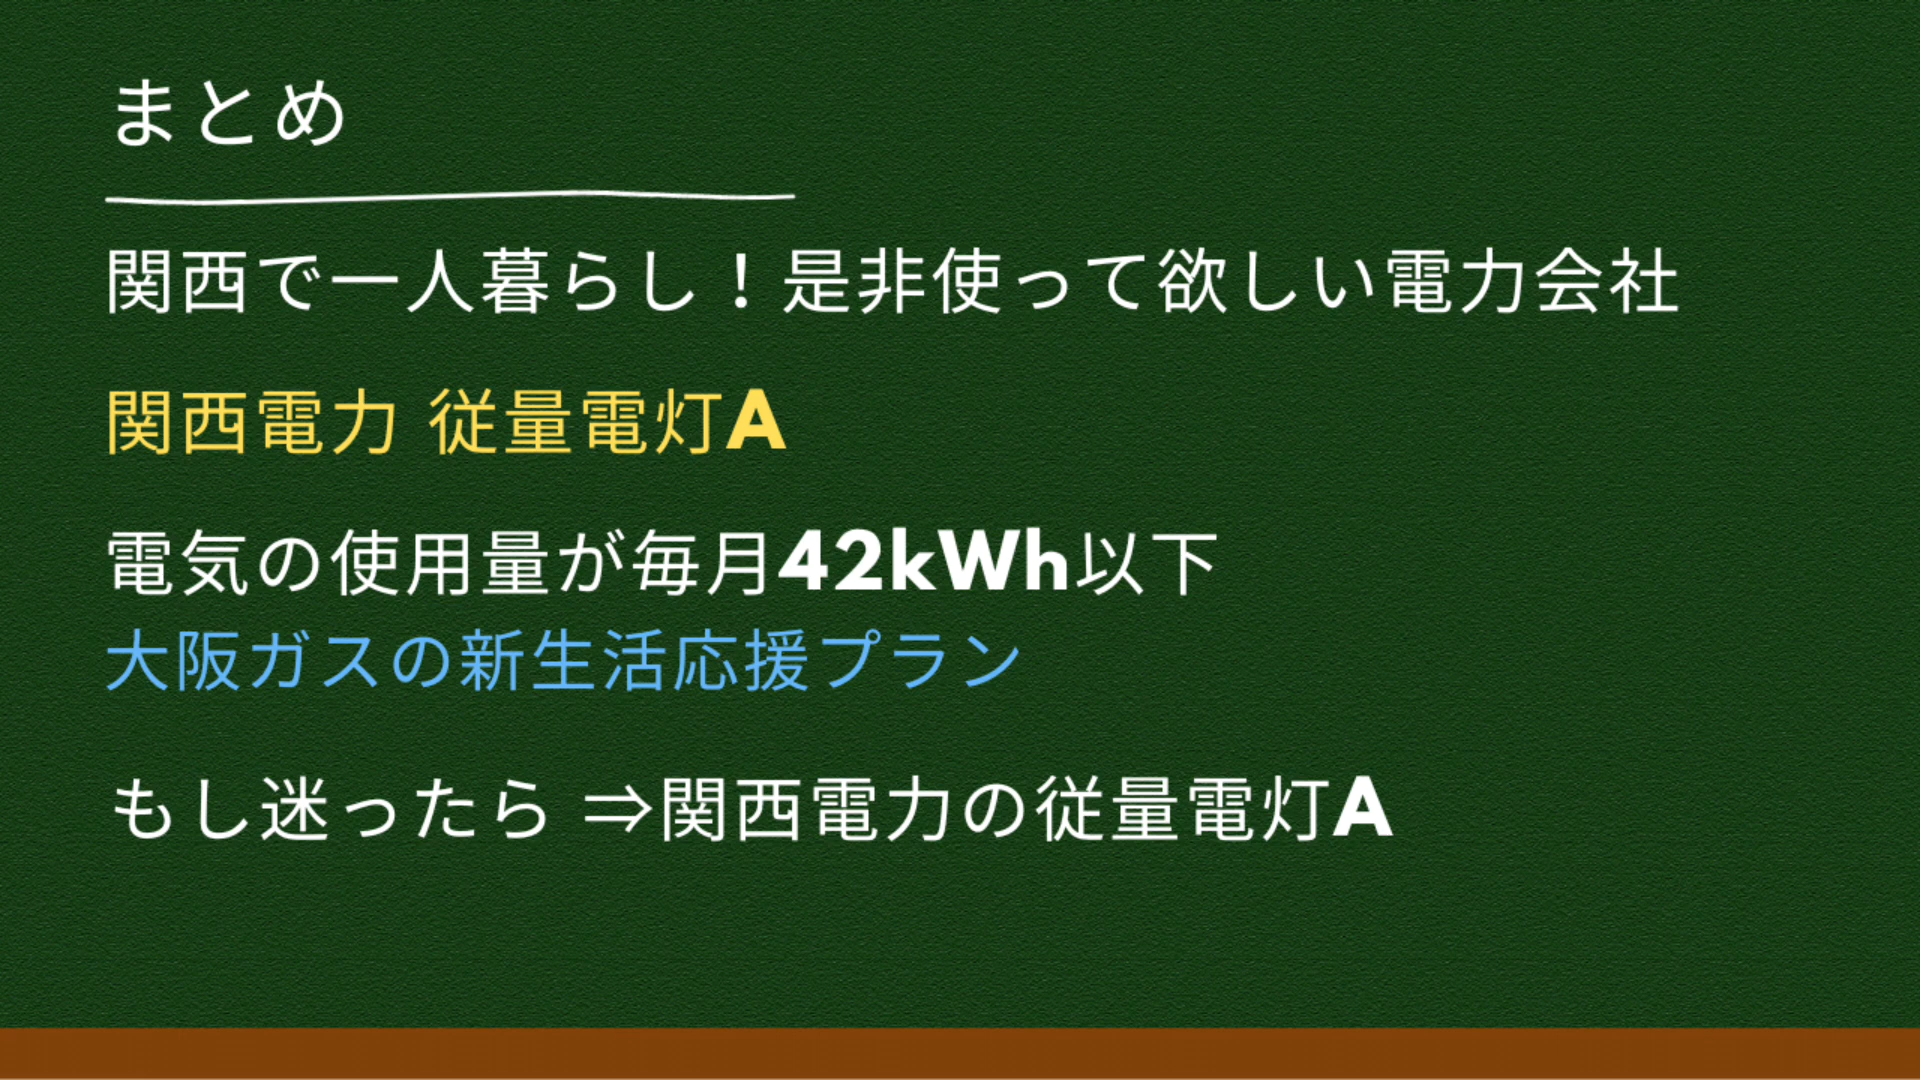 まとめ
関西で一人暮らし！是非使って欲しい電力会社
関西電力 従量電灯A
電気の使用量が毎月42kWh以下
大阪ガスの新生活応援プラン
もし迷ったら ⇒関西電力の従量電灯A